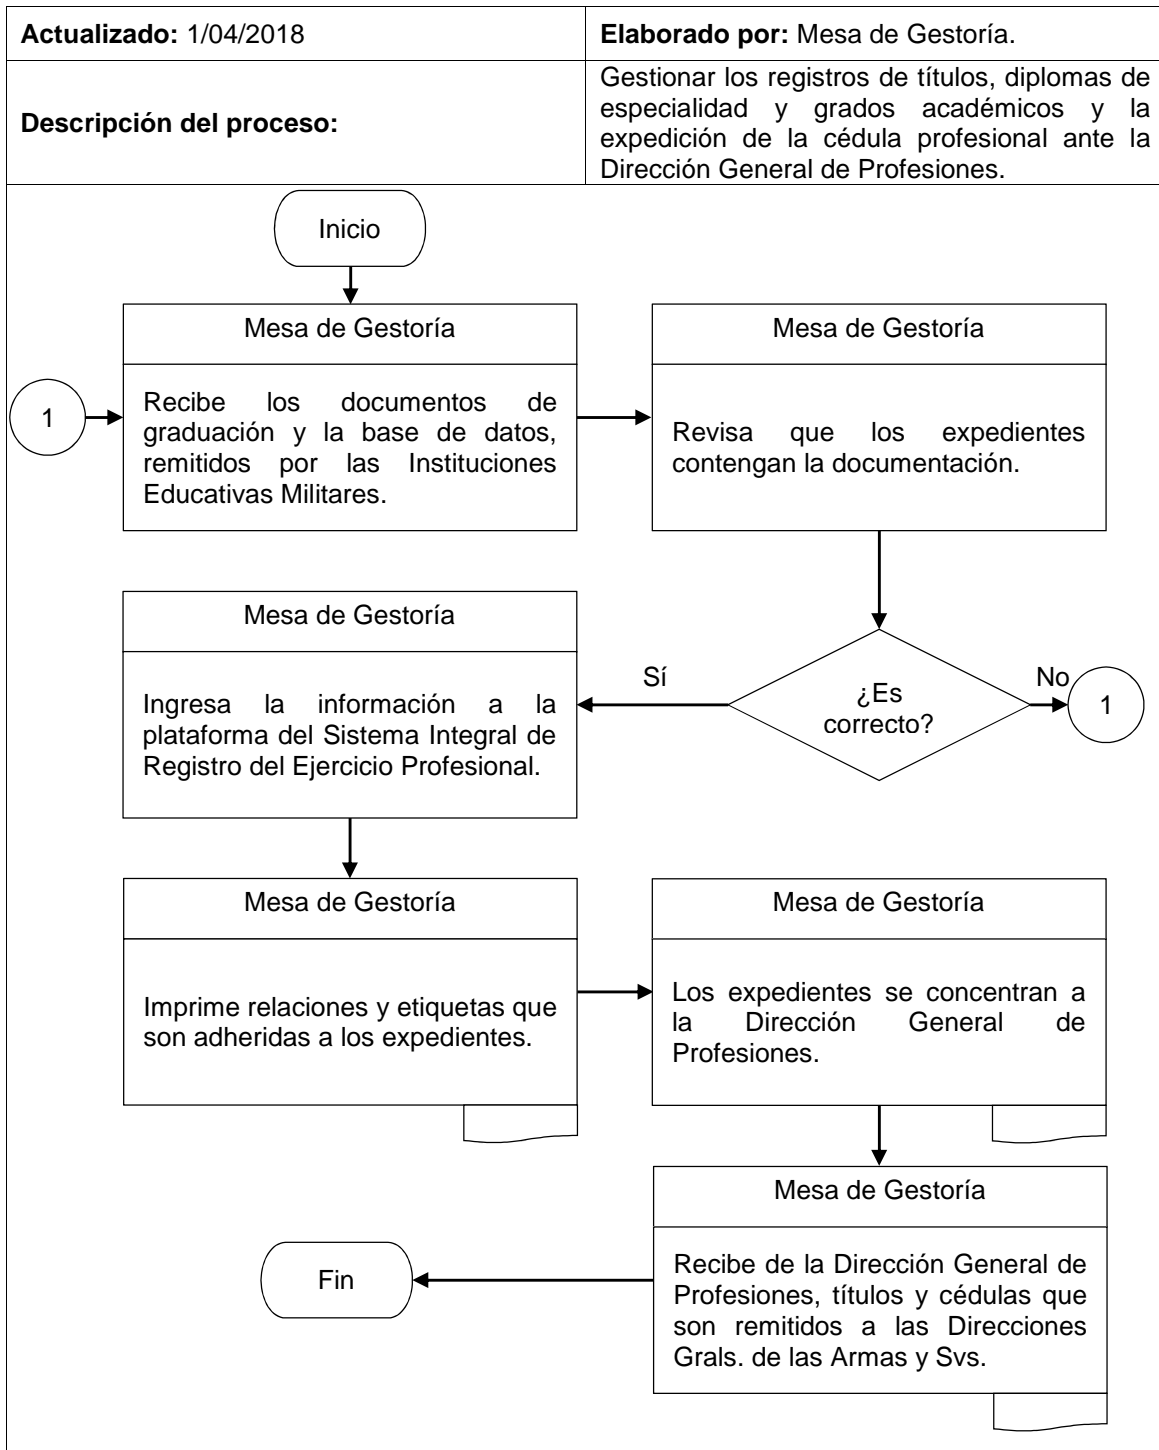 Actualizado: 1/04/2018
Elaborado por: Mesa de Gestoría.
Descripción del proceso:
Gestionar los registros de títulos, diplomas de
especialidad y grados académicos y la
expedición de la cédula profesional ante la
Dirección General de Profesiones.
Inicio
Mesa de Gestoría
1
Recibe los documentos de
graduación y la base de datos,
remitidos por las Instituciones
Educativas Militares.
Mesa de Gestoría
Revisa que los expedientes
contengan la documentación.
¿Es
correcto?
No
1
Sí
Mesa de Gestoría
Ingresa la información a la
plataforma del Sistema Integral de
Registro del Ejercicio Profesional.
Mesa de Gestoría
Imprime relaciones y etiquetas que
son adheridas a los expedientes.
Mesa de Gestoría
Los expedientes se concentran a
la Dirección General de
Profesiones.
Mesa de Gestoría
Recibe de la Dirección General de
Profesiones, títulos y cédulas que
son remitidos a las Direcciones
Grals. de las Armas y Svs.
Fin